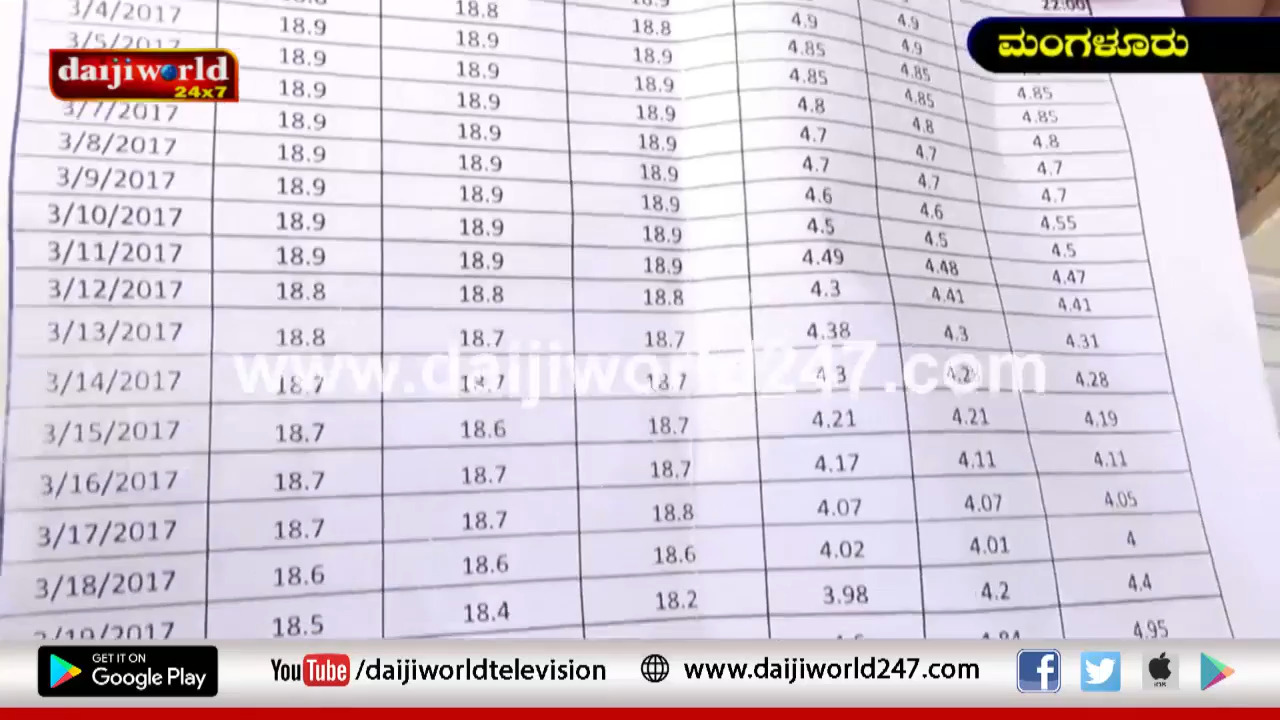 22:00
ಮಂಗಳೂರು
daijiworld
24x7
18.8 4.9 4.9
3/4/2017 18.9 18.8 18.8 4.85 4.85 4.85
3/5/2017 18.9 18.9 18.9 4.85 4.85 4.85
18.9 18.9 18.9 4.8 4.8 4.8
3/7/2017 18.9 18.9 18.9 4.7 4.7 4.7
3/8/2017 18.9 18.9 18.9 4.7 4.7 4.7
3/9/2017 18.9 18.9 18.9 4.6 4.6 4.55
3/10/2017 18.9 18.9 18.9 4.5 4.5 4.5
3/11/2017 18.9 18.9 18.9 4.49 4.48 4.47
3/12/2017 18.8 18.8 18.8 4.3 4.41 4.41
3/13/2017 18.8 18.7 18.7 4.38 4.3 4.31
3/14/2017 18.7 18.7 18.7 4.3 4.28
3/15/2017 18.7 18.6 18.7 4.21 4.21 4.19
3/16/2017 18.7 18.7 18.7 4.17 4.11 4.11
3/17/2017 18.7 18.7 18.8 4.07 4.07 4.05
3/18/2017 18.6 18.6 18.6 4.02 4.01 4
3/19/2017 18.5 18.4 18.2 3.98 4.2 4.4
4.95
www.daijiworld247.com
GET IT ON
Google Play
YouTube /daijiworldtelevision
www.daijiworld247.com